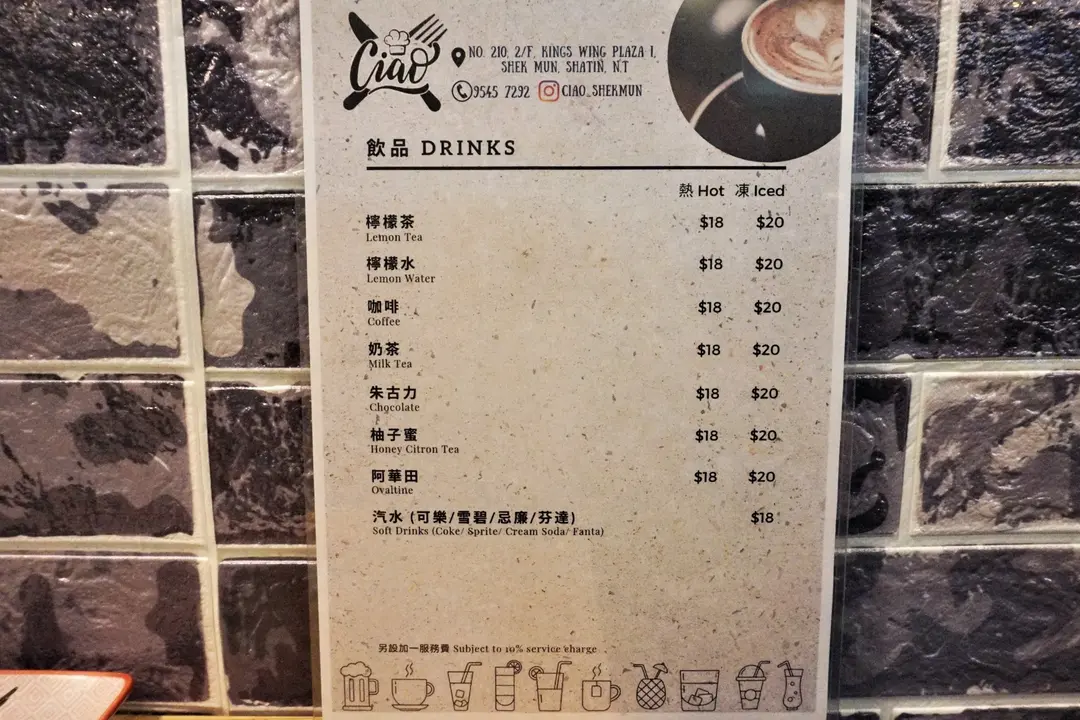 Ciao
NO. 210, 2/F, KINGS WING PLAZA 1,
SHEK MUN, SHATIN, N.T
9545 7292 CIAO_SHEKMUN
飲品 DRINKS
熱 Hot 凍 Iced
檸檬茶 $18 $20
Lemon Tea
檸檬水 $18 $20
Lemon Water
咖啡 $18 $20
Coffee
奶茶 $18 $20
Milk Tea
朱古力 $18 $20
Chocolate
柚子蜜 $18 $20
Honey Citron Tea
阿華田 $18 $20
Ovaltine
汽水 (可樂/雪碧/忌廉/芬達) $18
Soft Drinks (Coke/ Sprite/ Cream Soda/ Fanta)
另設加一服務費 Subject to 10% service charge